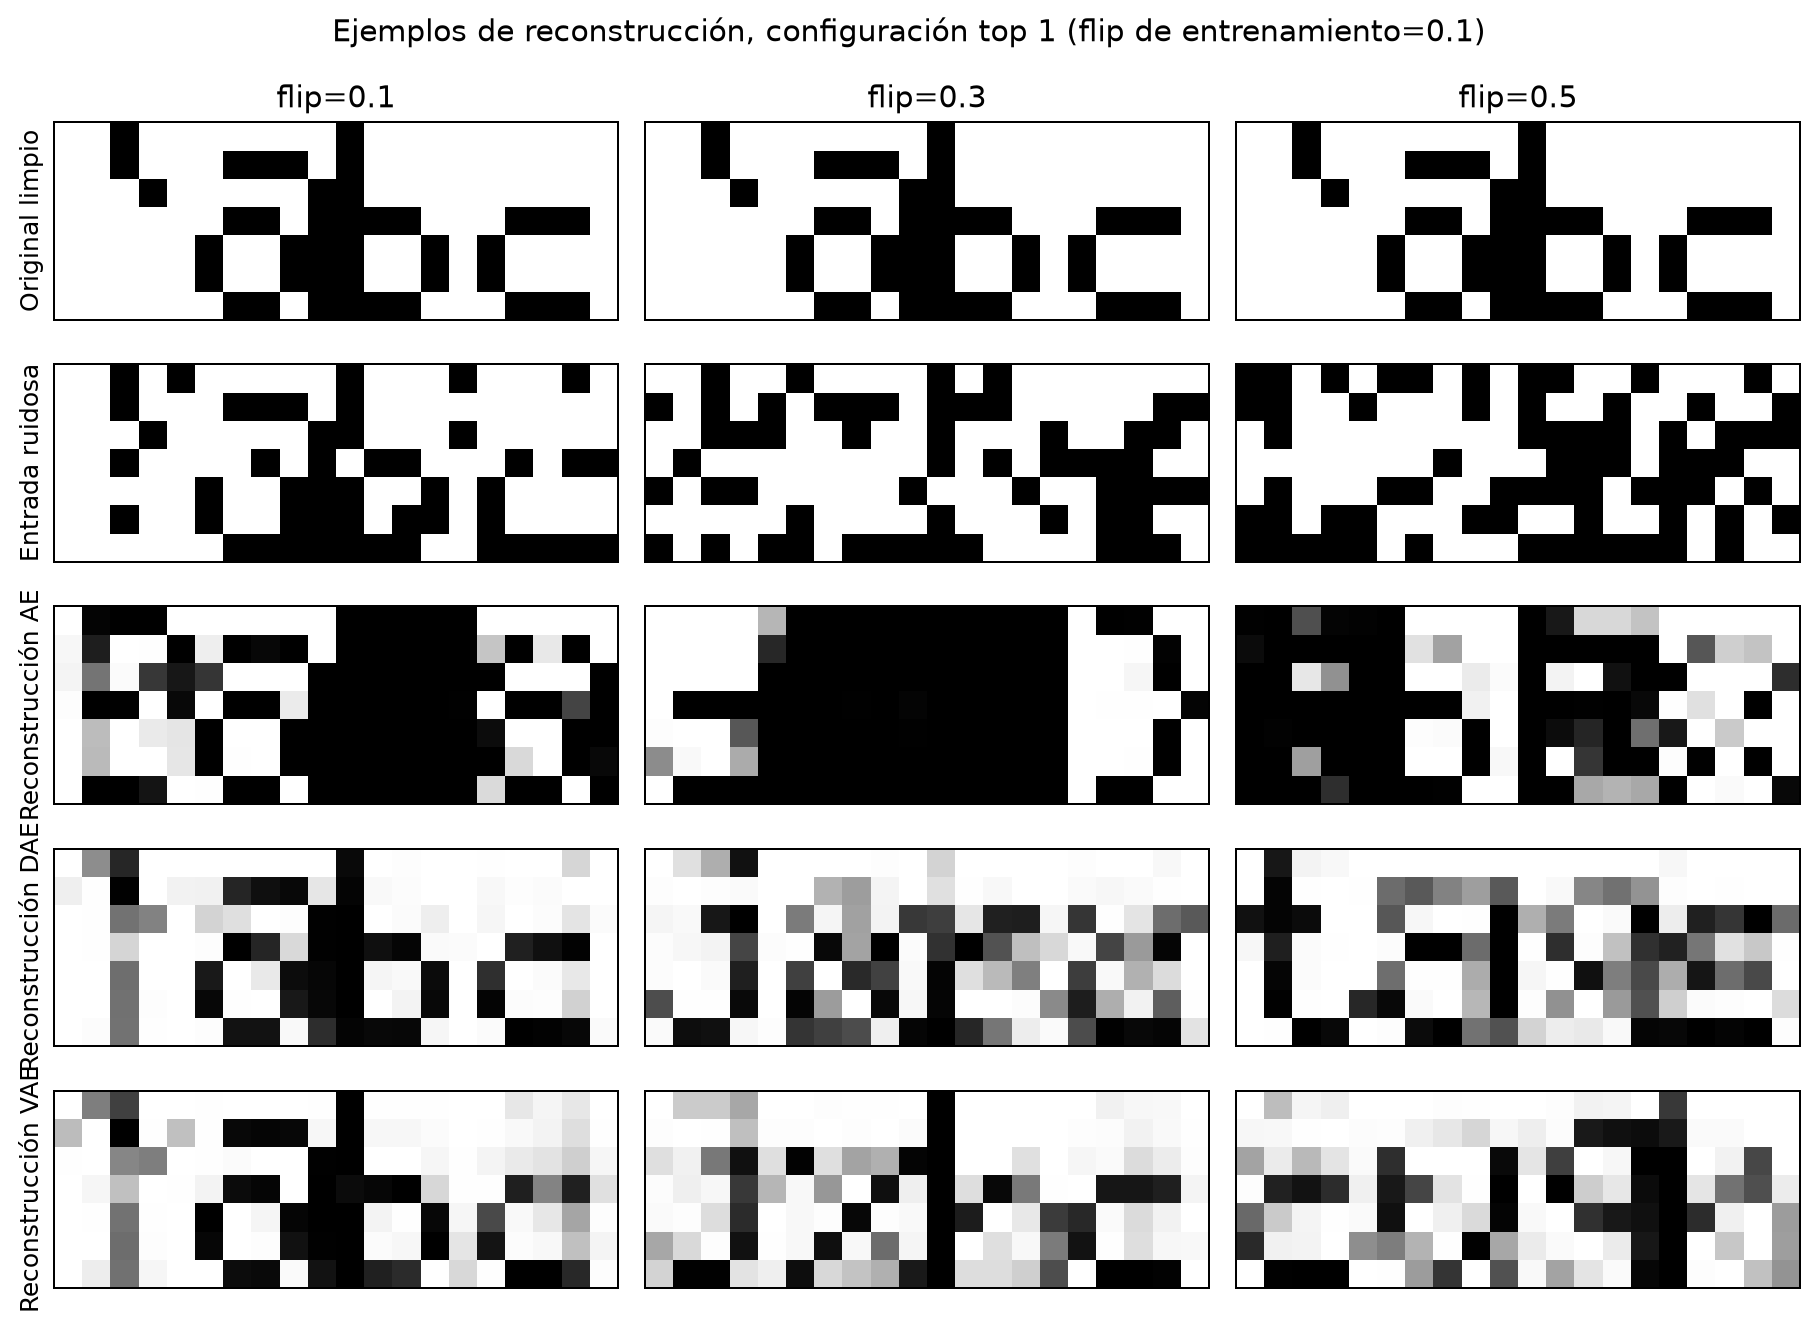 Ejemplos de reconstrucción, configuración top 1 (flip de entrenamiento=0.1)
flip=0.1
flip=0.3
flip=0.5
Original limpio
Entrada ruidosa
Reconstrucción AE
Reconstrucción DAE
Reconstrucción VAE